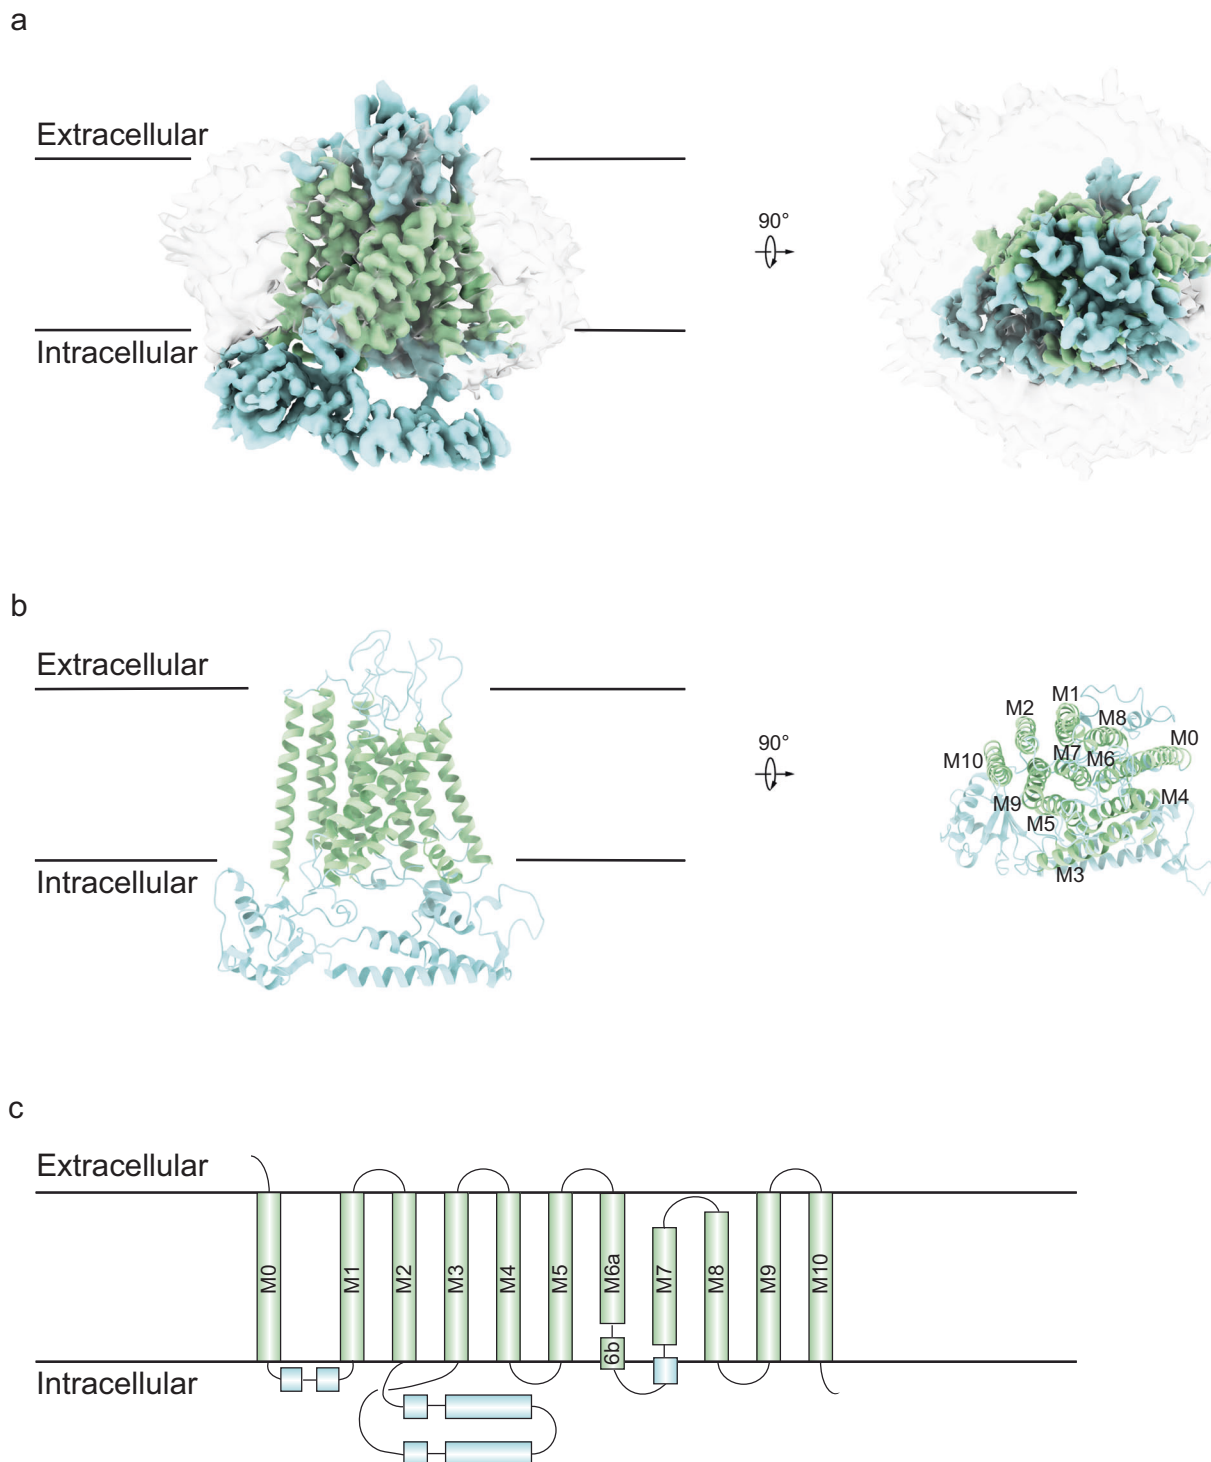 a
Extracellular
90°
Intracellular
b
Extracellular
M1
M2
M8
M0
90°
M7
M6
M10
M4
M9
M5
Intracellular
M3
c
Extracellular
M0
M1
M2
M3
M4
M5
M6a
6b
M7
M8
M9
M10
Intracellular